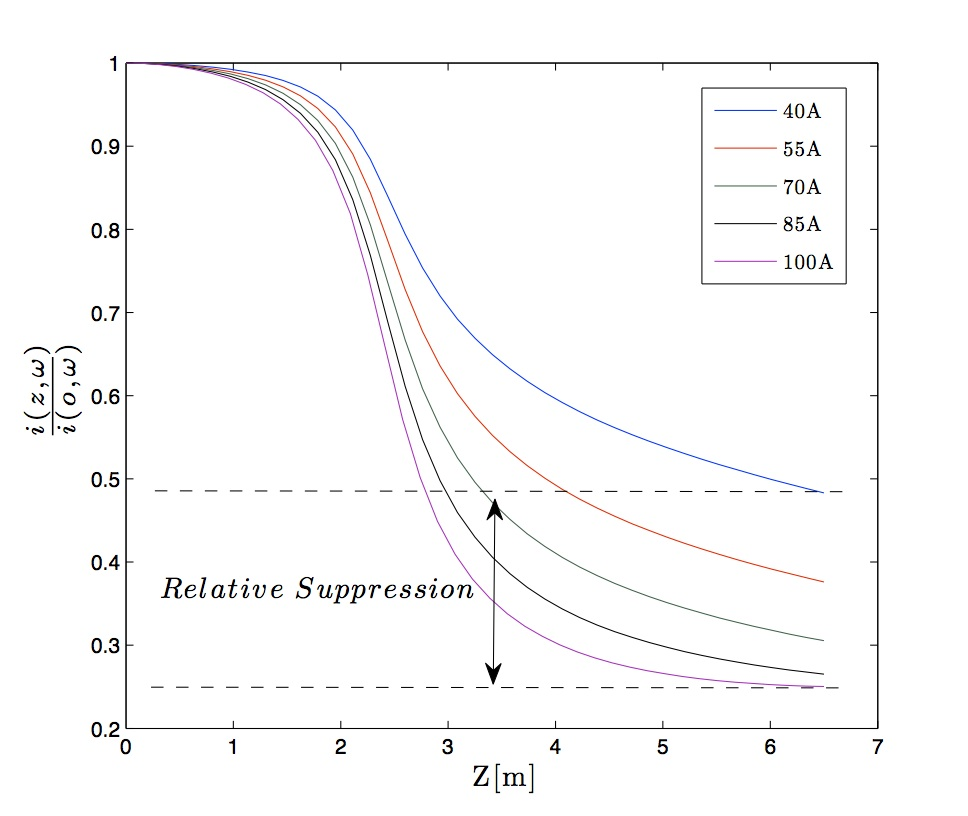 1
0.9
0.8
0.7
0.6
0.5
0.4
0.3
0.2
0 1 2 3 4 5 6 7
i(z,ω)
i(o,ω)
Z[m]
40A
55A
70A
85A
100A
Relative Suppression